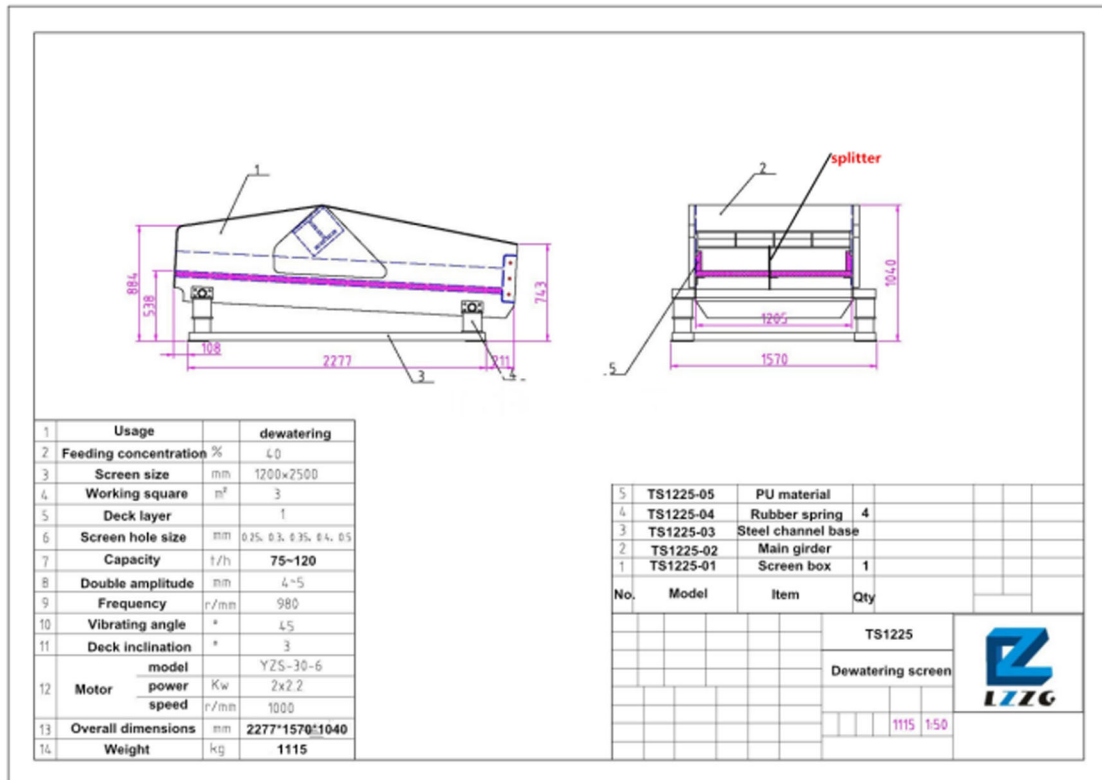 splitter
1
2
884
538
108
2277
211
743
3
4
1205
1570
1040
5
1 Usage dewatering
2 Feeding concentration % 40
3 Screen size mm 1200×2500
4 Working square m² 3
5 Deck layer 1
6 Screen hole size mm 0.25, 0.3, 0.35, 0.4, 0.5
7 Capacity t/h 75~120
8 Double amplitude mm 4~5
9 Frequency r/mm 980
10 Vibrating angle ° 45
11 Deck inclination ° 3
12 Motor model YZS-30-6
power Kw 2x2.2
speed r/mm 1000
13 Overall dimensions mm 2277*1570*1040
14 Weight kg 1115
5 TS1225-05 PU material
4 TS1225-04 Rubber spring 4
3 TS1225-03 Steel channel base
2 TS1225-02 Main girder
1 TS1225-01 Screen box 1
No. Model Item Qty
TS1225
Dewatering screen
1115 1:50
LZZG